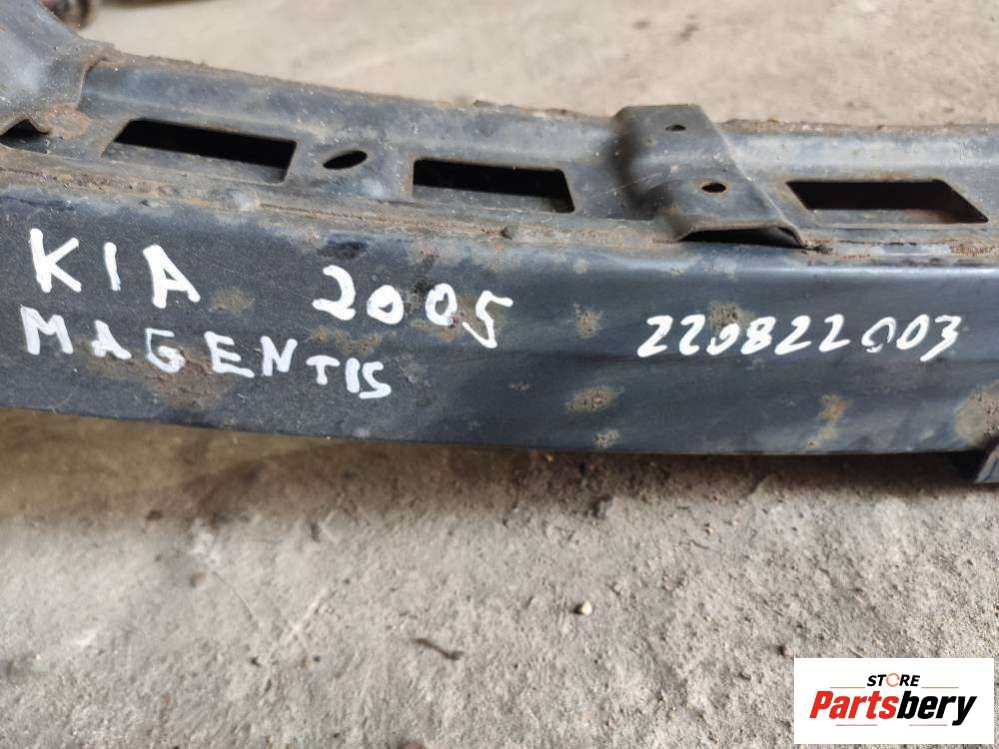 KIA 2005
MAGENTIS
220822003
STORE
Partsbery